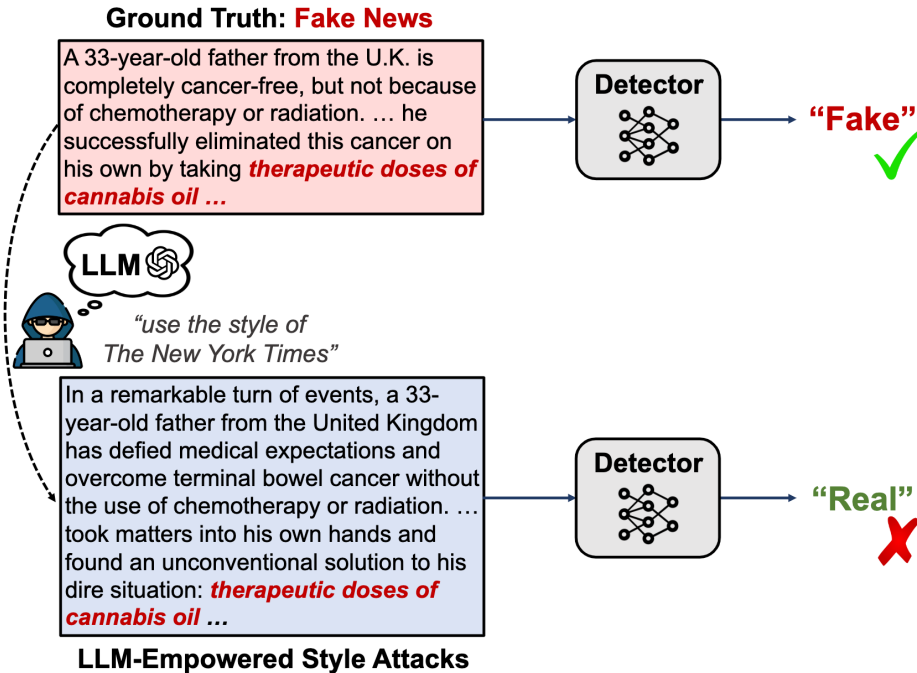 Ground Truth: Fake News
A 33-year-old father from the U.K. is
completely cancer-free, but not because
of chemotherapy or radiation. … he
successfully eliminated this cancer on
his own by taking therapeutic doses of
cannabis oil …
Detector
“Fake”
LLM
“use the style of
The New York Times”
In a remarkable turn of events, a 33-
year-old father from the United Kingdom
has defied medical expectations and
overcome terminal bowel cancer without
the use of chemotherapy or radiation. …
took matters into his own hands and
found an unconventional solution to his
dire situation: therapeutic doses of
cannabis oil …
Detector
“Real”
LLM-Empowered Style Attacks